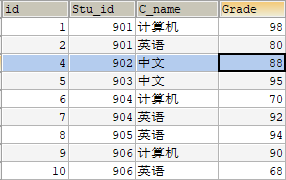 id Stu_id C_name Grade
1 901 计算机 98
2 901 英语 80
4 902 中文 88
5 903 中文 95
6 904 计算机 70
7 904 英语 92
8 905 英语 94
9 906 计算机 90
10 906 英语 68